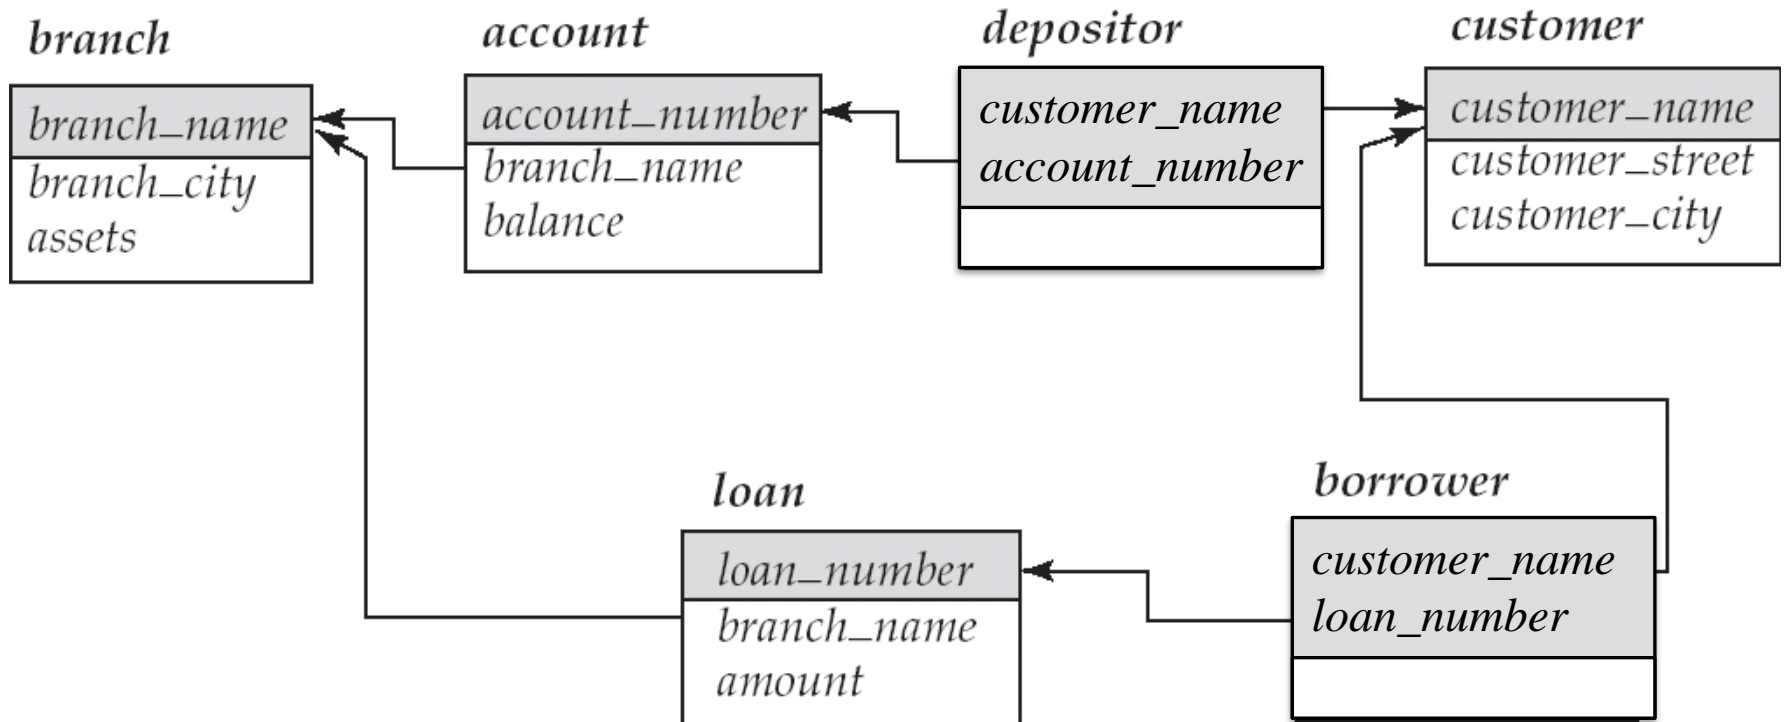 branch
branch_name
branch_city
assets
account
account_number
branch_name
balance
depositor
customer_name
account_number
customer
customer_name
customer_street
customer_city
loan
loan_number
branch_name
amount
borrower
customer_name
loan_number